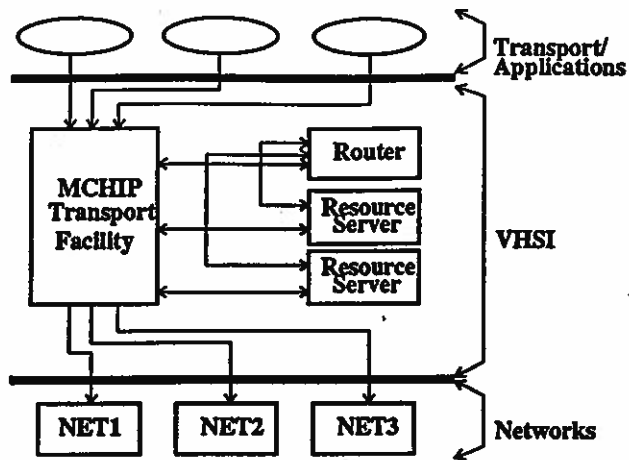 Transport/
Applications
MCHIP
Transport
Facility
Router
Resource
Server
Resource
Server
VHSI
NET1
NET2
NET3
Networks